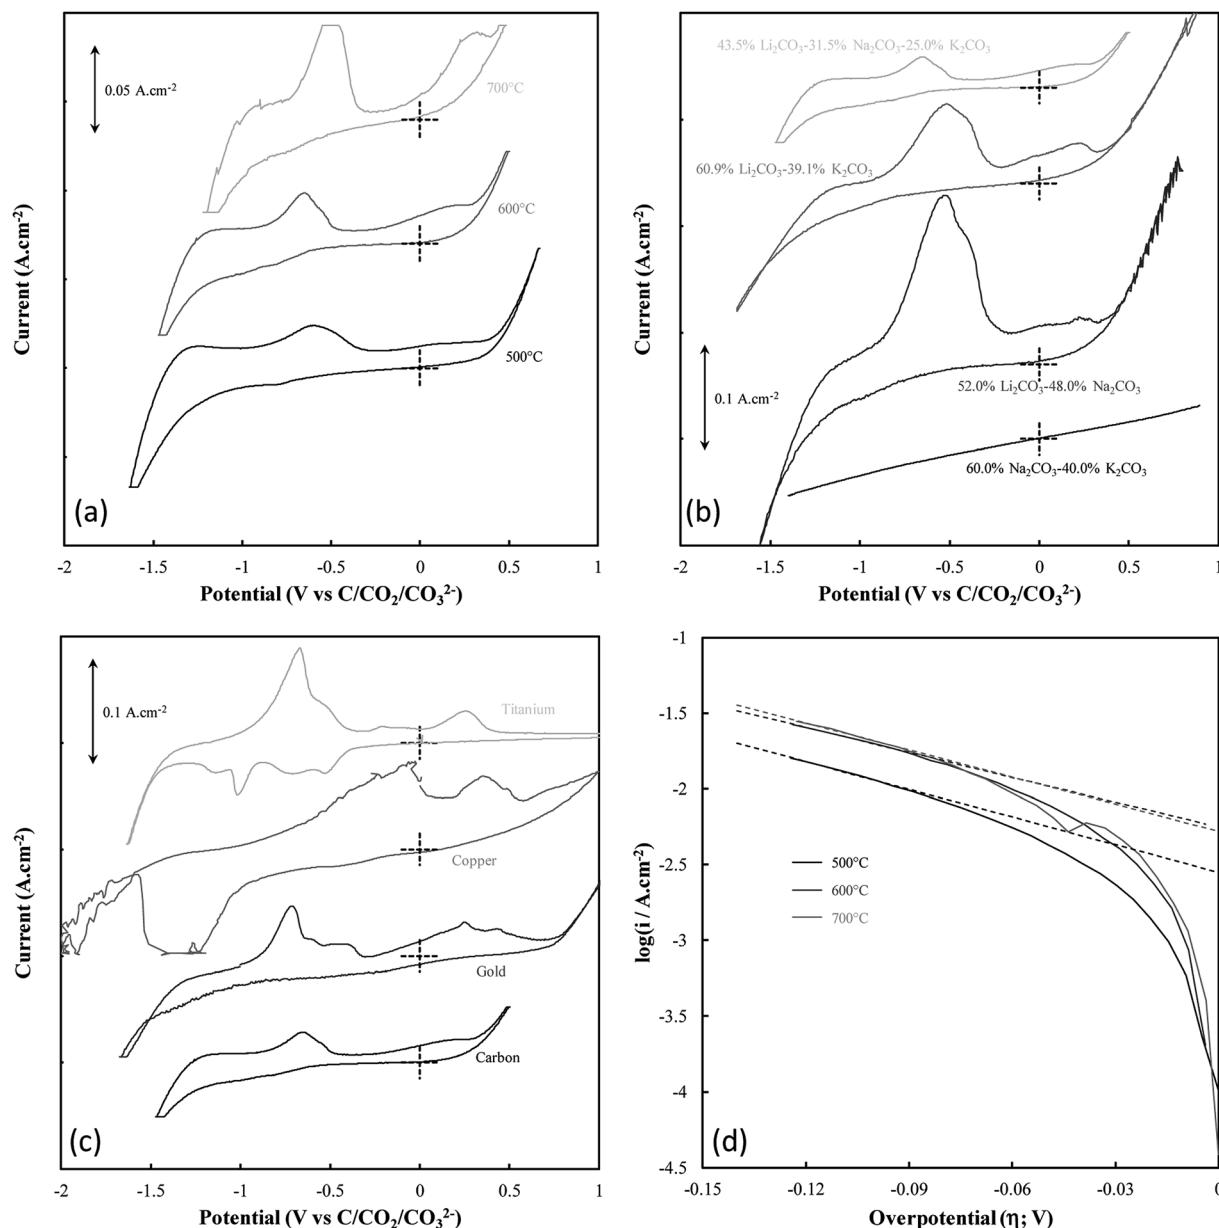 Current (A.cm-2)
0.05 A.cm-2
700°C
600°C
500°C
(a)
-2 -1.5 -1 -0.5 0 0.5 1
Potential (V vs C/CO2/CO32-)
Current (A.cm-2)
43.5% Li2CO3-31.5% Na2CO3-25.0% K2CO3
60.9% Li2CO3-39.1% K2CO3
0.1 A.cm-2
52.0% Li2CO3-48.0% Na2CO3
60.0% Na2CO3-40.0% K2CO3
(b)
-2 -1.5 -1 -0.5 0 0.5 1
Potential (V vs C/CO2/CO32-)
Current (A.cm-2)
0.1 A.cm-2
Titanium
Copper
Gold
Carbon
(c)
-2 -1.5 -1 -0.5 0 0.5 1
Potential (V vs C/CO2/CO32-)
log(i / A.cm-2)
-1
-1.5
-2
-2.5
-3
-3.5
-4
-4.5
500°C
600°C
700°C
(d)
-0.15 -0.12 -0.09 -0.06 -0.03 0
Overpotential (η; V)